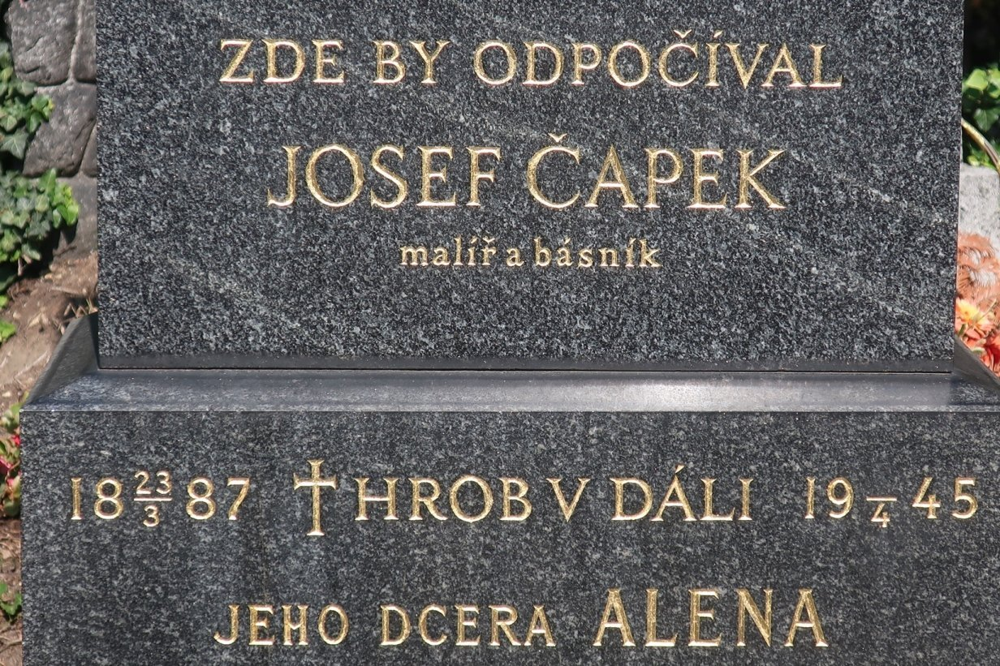 ZDE BY ODPOČÍVAL
JOSEF ČAPEK
malíř a básník
18 23/3 87 † HROB V DÁLI 19 –/4 45
JEHO DCERA ALENA